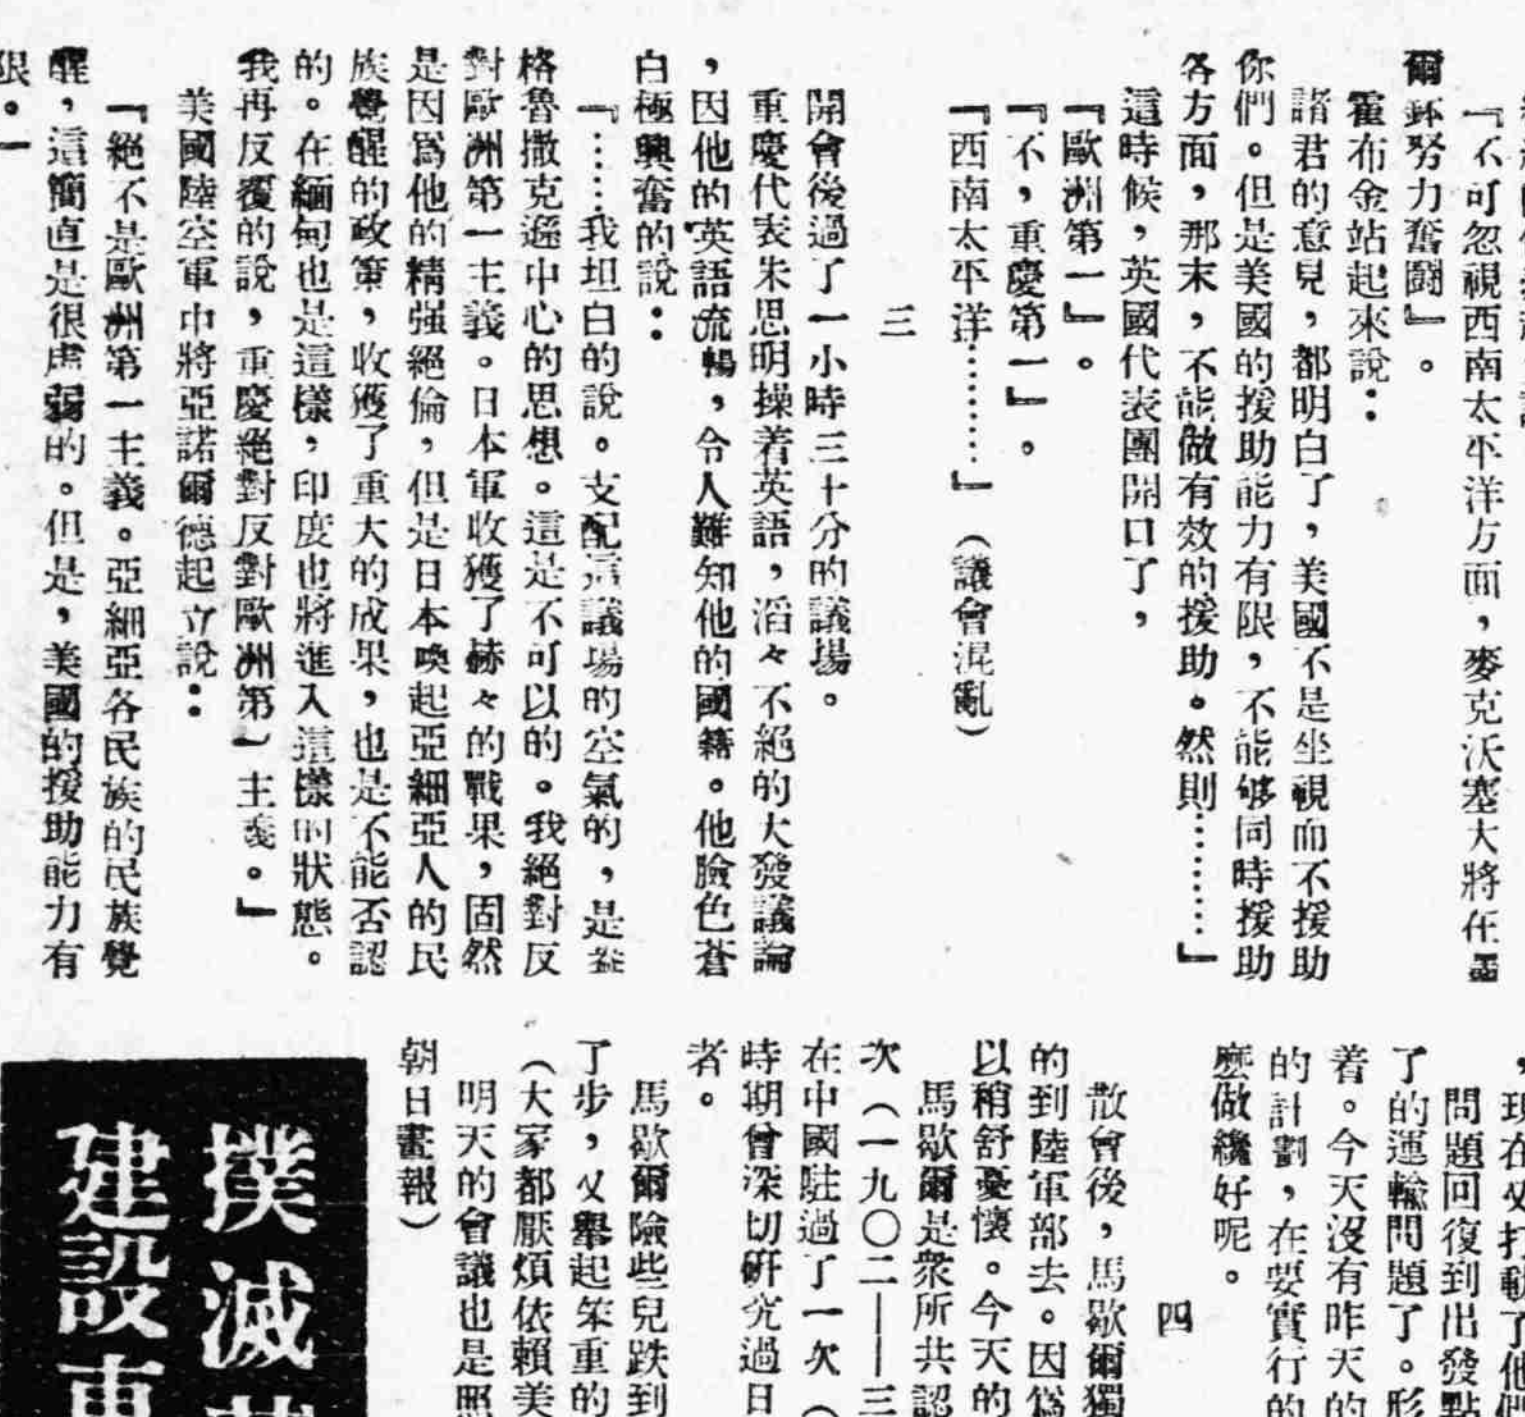 『不可忽視西南太平洋方面，麥克沃塞大將在墨
爾鉢努力奮鬪』。
霍布金站起來說：
諸君的意見，都明白了，美國不是坐視而不援助
你們。但是美國的援助能力有限，不能够同時援助
各方面，那末，不能做有效的援助。然則………』
這時候，英國代表團開口了，
『歐洲第一』。
『不，重慶第一』。
『西南太平洋………』（議會混亂）
三
開會後過了一小時三十分的議場。
重慶代表朱思明操着英語，滔々不絕的大發議論
，因他的英語流暢，令人難知他的國籍。他臉色蒼
白極興奮的說：
『……我坦白的說。支配這議場的空氣的，是盎
格魯撒克遜中心的思想。這是不可以的。我絕對反
對歐洲第一主義。日本軍收獲了赫々的戰果，固然
是因爲他的精强絕倫，但是日本喚起亞細亞人的民
族覺醒的政策，收獲了重大的成果，也是不能否認
的。在緬甸也是這樣，印度也將進入這樣的狀態。
我再反覆的說，重慶絕對反對歐洲第一主義。』
美國陸空軍中將亞諾爾德起立說：
『絕不是歐洲第一主義。亞細亞各民族的民族覺
醒，這簡直是很虛弱的。但是，美國的援助能力有
限。』
，現在又打動了他們
問題回復到出發點
了的運輸問題了。形
着。今天沒有昨天的
的計劃，在要實行的
麽做纔好呢。
四
散會後，馬歇爾獨
的到陸軍部去。因爲
以稍舒憂懷。今天的
馬歇爾是衆所共認
次（一九〇二——三
在中國駐過了一次（
時期曾深切硏究過日
者。
馬歇爾險些兒跌到
了步，又舉起笨重的
（大家都厭煩依賴美
明天的會議也是照
朝日畫報）
撲滅
建設東